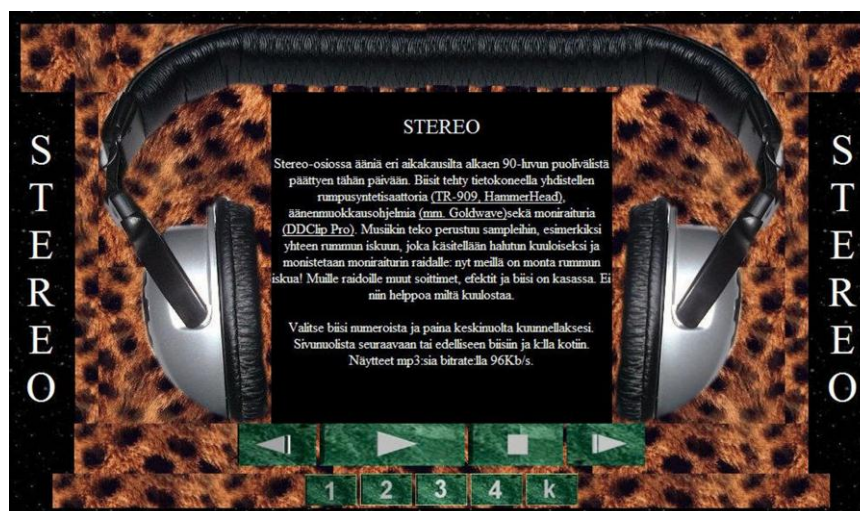 STEREO
STEREO
Stereo-osiossa ääniä eri aikakausilta alkaen 90-luvun puolivälistä
päättyen tähän päivään. Biisit tehty tietokoneella yhdistellen
rumpusyntetisaattoria (TR-909, HammerHead),
äänenmuokkausohjelmia (mm. Goldwave)sekä moniraituria
(DDClip Pro). Musiikin teko perustuu sampleihin, esimerkiksi
yhteen rummun iskuun, joka käsitellään halutun kuuloiseksi ja
monistetaan moniraiturin raidalle: nyt meillä on monta rummun
iskua! Muille raidoille muut soittimet, efektit ja biisi on kasassa. Ei
niin helppoa miltä kuulostaa.
Valitse biisi numeroista ja paina keskinuolta kuunnellaksesi.
Sivunuolista seuraavaan tai edelliseen biisiin ja k:lla kotiin.
Näytteet mp3:sia bitrate:lla 96Kb/s.
STEREO
1 2 3 4 k